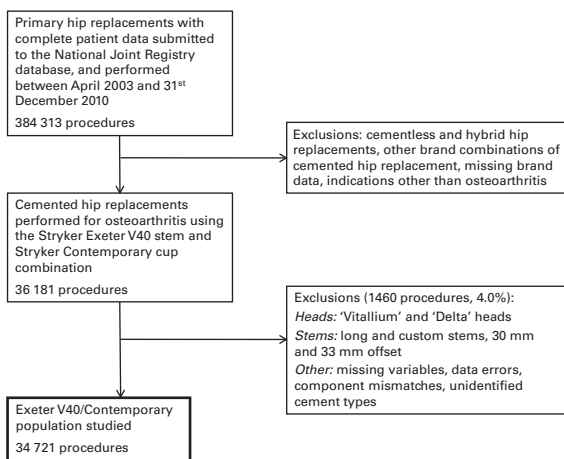 Primary hip replacements with
complete patient data submitted
to the National Joint Registry
database, and performed
between April 2003 and 31st
December 2010
384 313 procedures
Exclusions: cementless and hybrid hip
replacements, other brand combinations of
cemented hip replacement, missing brand
data, indications other than osteoarthritis
Cemented hip replacements
performed for osteoarthritis using
the Stryker Exeter V40 stem and
Stryker Contemporary cup
combination
36 181 procedures
Exclusions (1460 procedures, 4.0%):
Heads: ‘Vitallium’ and ‘Delta’ heads
Stems: long and custom stems, 30 mm
and 33 mm offset
Other: missing variables, data errors,
component mismatches, unidentified
cement types
Exeter V40/Contemporary
population studied
34 721 procedures